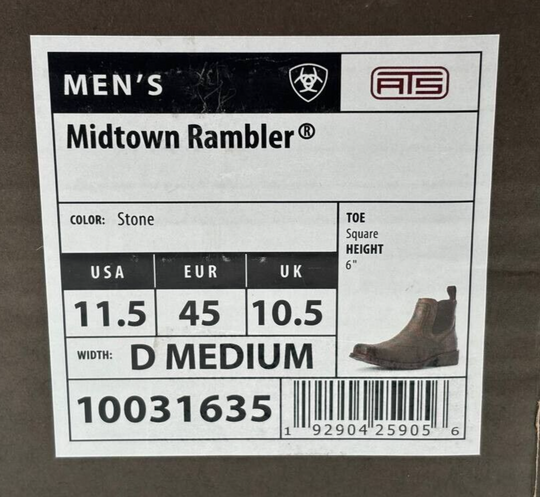 MEN'S
ATS
Midtown Rambler®
COLOR: Stone
TOE
Square
HEIGHT
6"
USA EUR UK
11.5 45 10.5
WIDTH: D MEDIUM
10031635
1 92904 25905 6